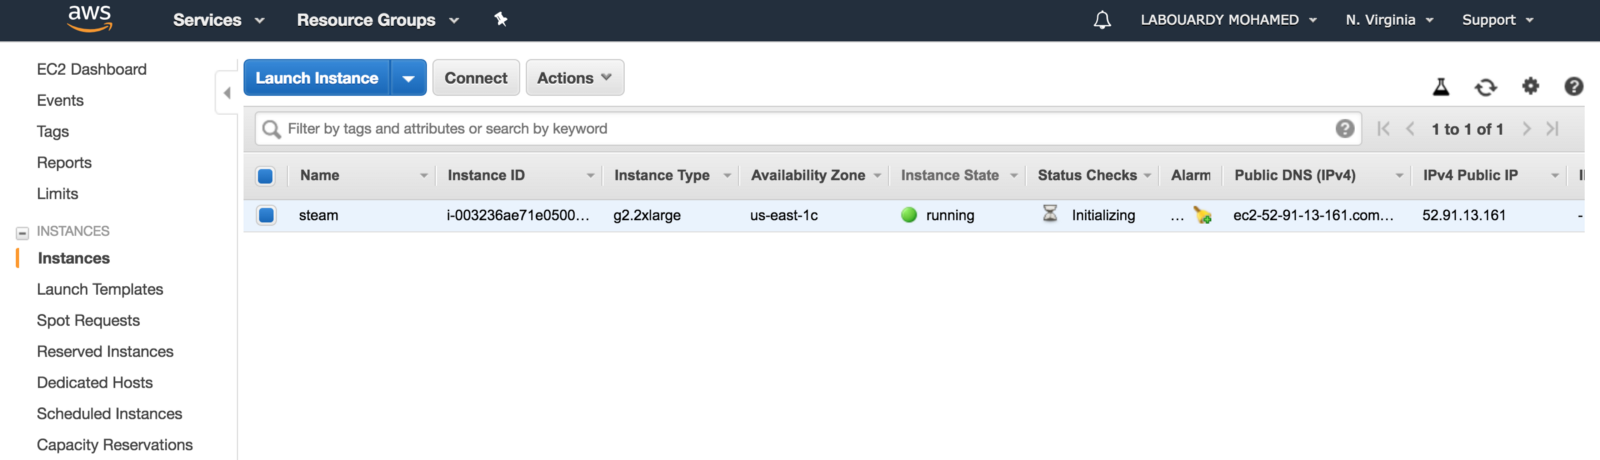 aws Services Resource Groups LABOUARDY MOHAMED N. Virginia Support
EC2 Dashboard
Events
Tags
Reports
Limits
INSTANCES
Instances
Launch Templates
Spot Requests
Reserved Instances
Dedicated Hosts
Scheduled Instances
Capacity Reservations
Launch Instance Connect Actions
Filter by tags and attributes or search by keyword ? 1 to 1 of 1
Name Instance ID Instance Type Availability Zone Instance State Status Checks Alarm Public DNS (IPv4) IPv4 Public IP
steam i-003236ae71e0500... g2.2xlarge us-east-1c running Initializing ... ec2-52-91-13-161.com... 52.91.13.161 -